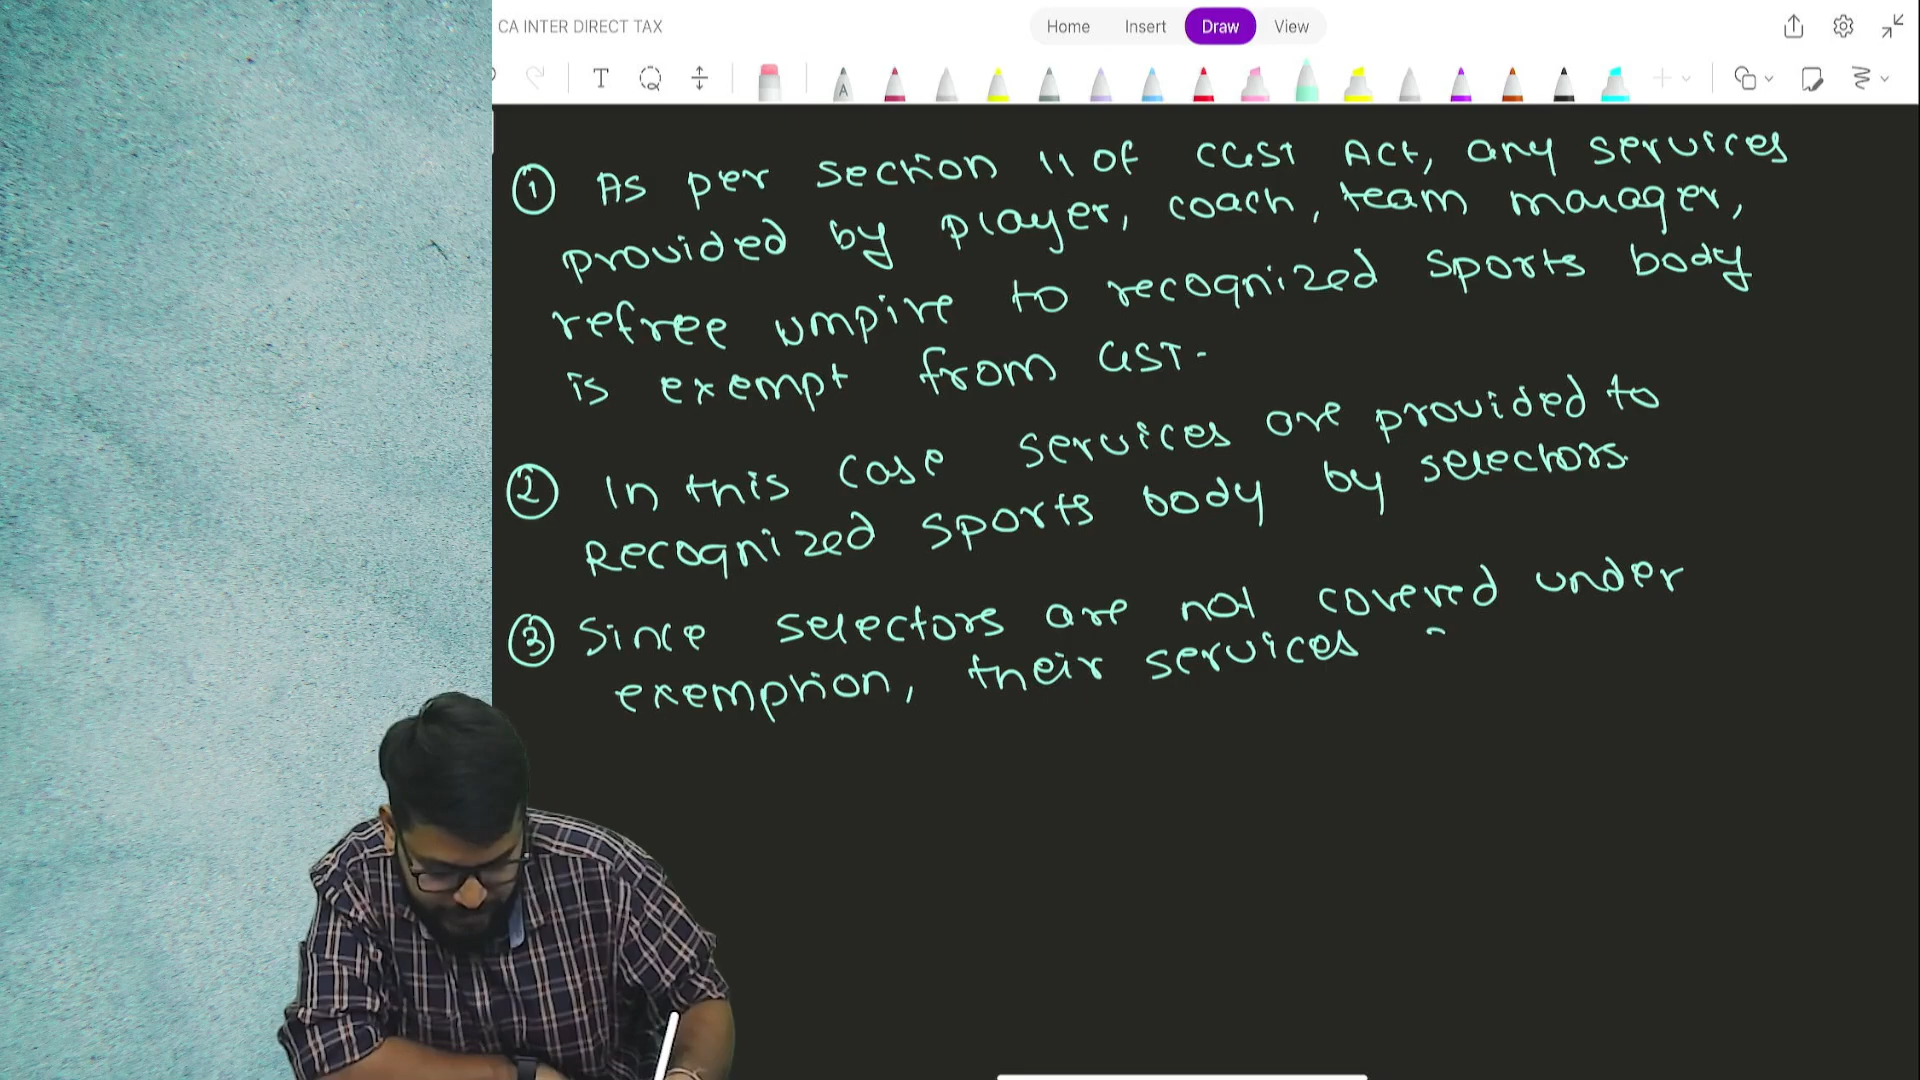 CA INTER DIRECT TAX
Home Insert Draw View
T
A
① As per section 11 of CGST Act, any services
provided by player, coach, team manager,
refree umpire to recognized sports body
is exempt from GST.
② In this case services are provided to
Recognized sports body by selectors.
③ Since selectors are not covered under
exemption, their services